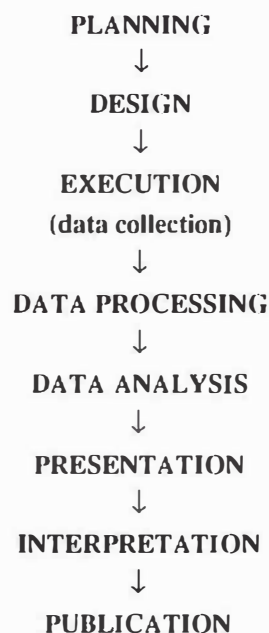 PLANNING
↓
DESIGN
↓
EXECUTION
(data collection)
↓
DATA PROCESSING
↓
DATA ANALYSIS
↓
PRESENTATION
↓
INTERPRETATION
↓
PUBLICATION